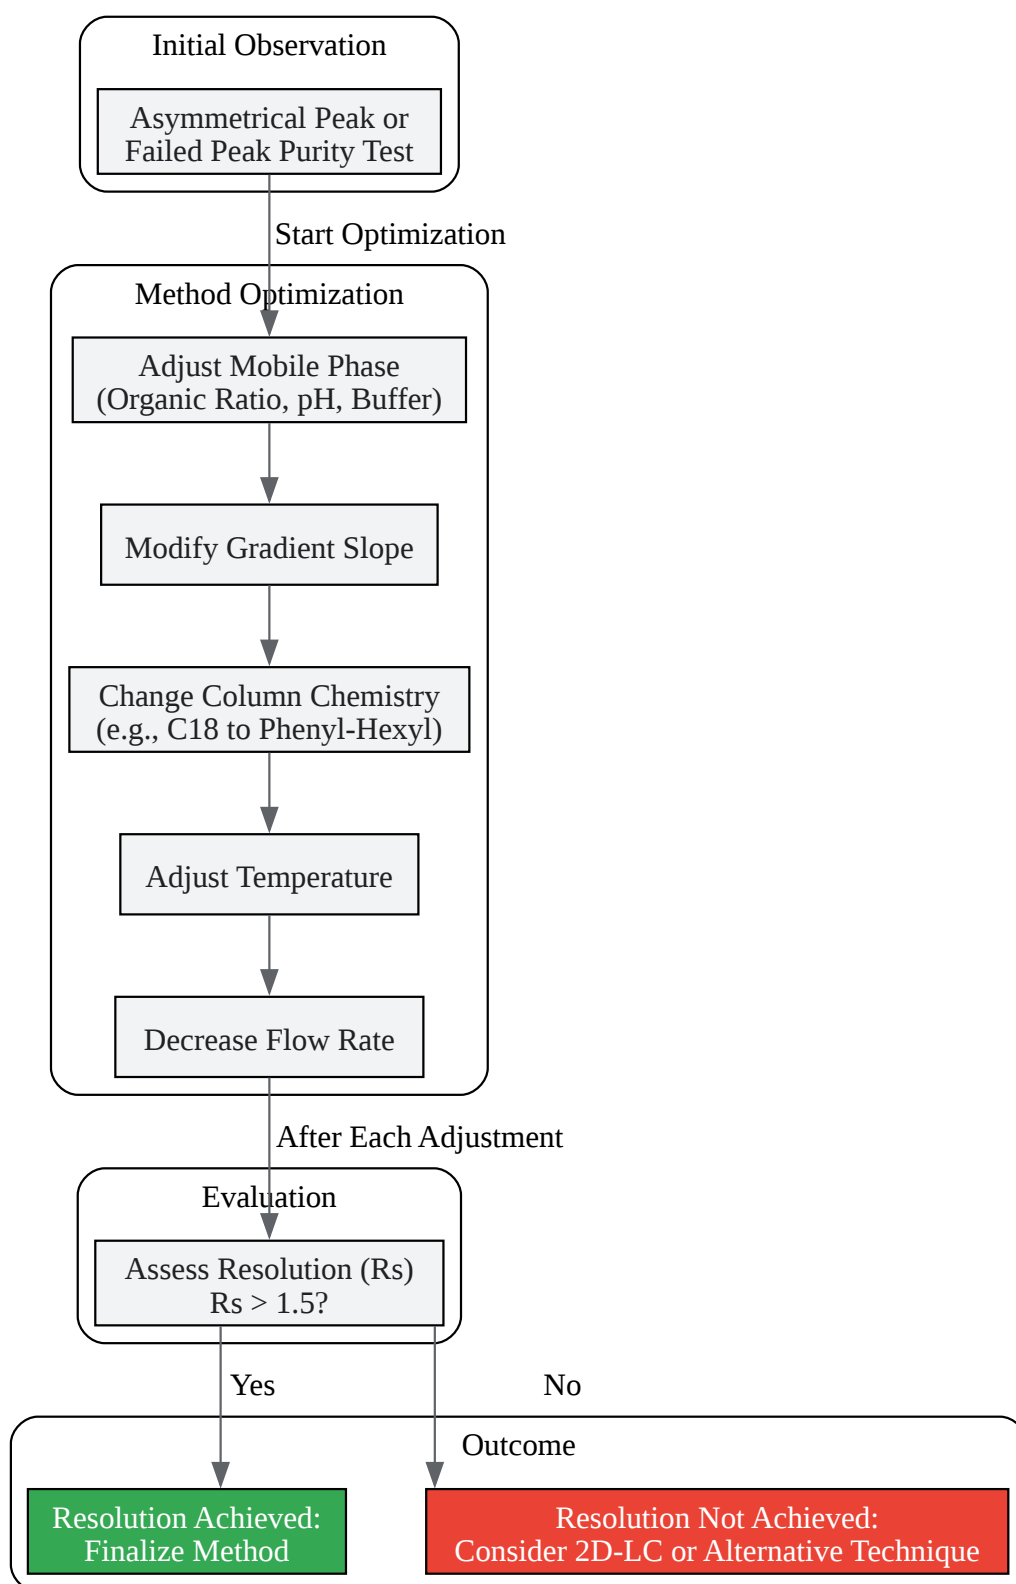 Initial Observation
Asymmetrical Peak or
Failed Peak Purity Test
Start Optimization
Method Optimization
Adjust Mobile Phase
(Organic Ratio, pH, Buffer)
Modify Gradient Slope
Change Column Chemistry
(e.g., C18 to Phenyl-Hexyl)
Adjust Temperature
Decrease Flow Rate
After Each Adjustment
Evaluation
Assess Resolution (Rs)
Rs > 1.5?
Yes
No
Outcome
Resolution Achieved:
Finalize Method
Resolution Not Achieved:
Consider 2D-LC or Alternative Technique